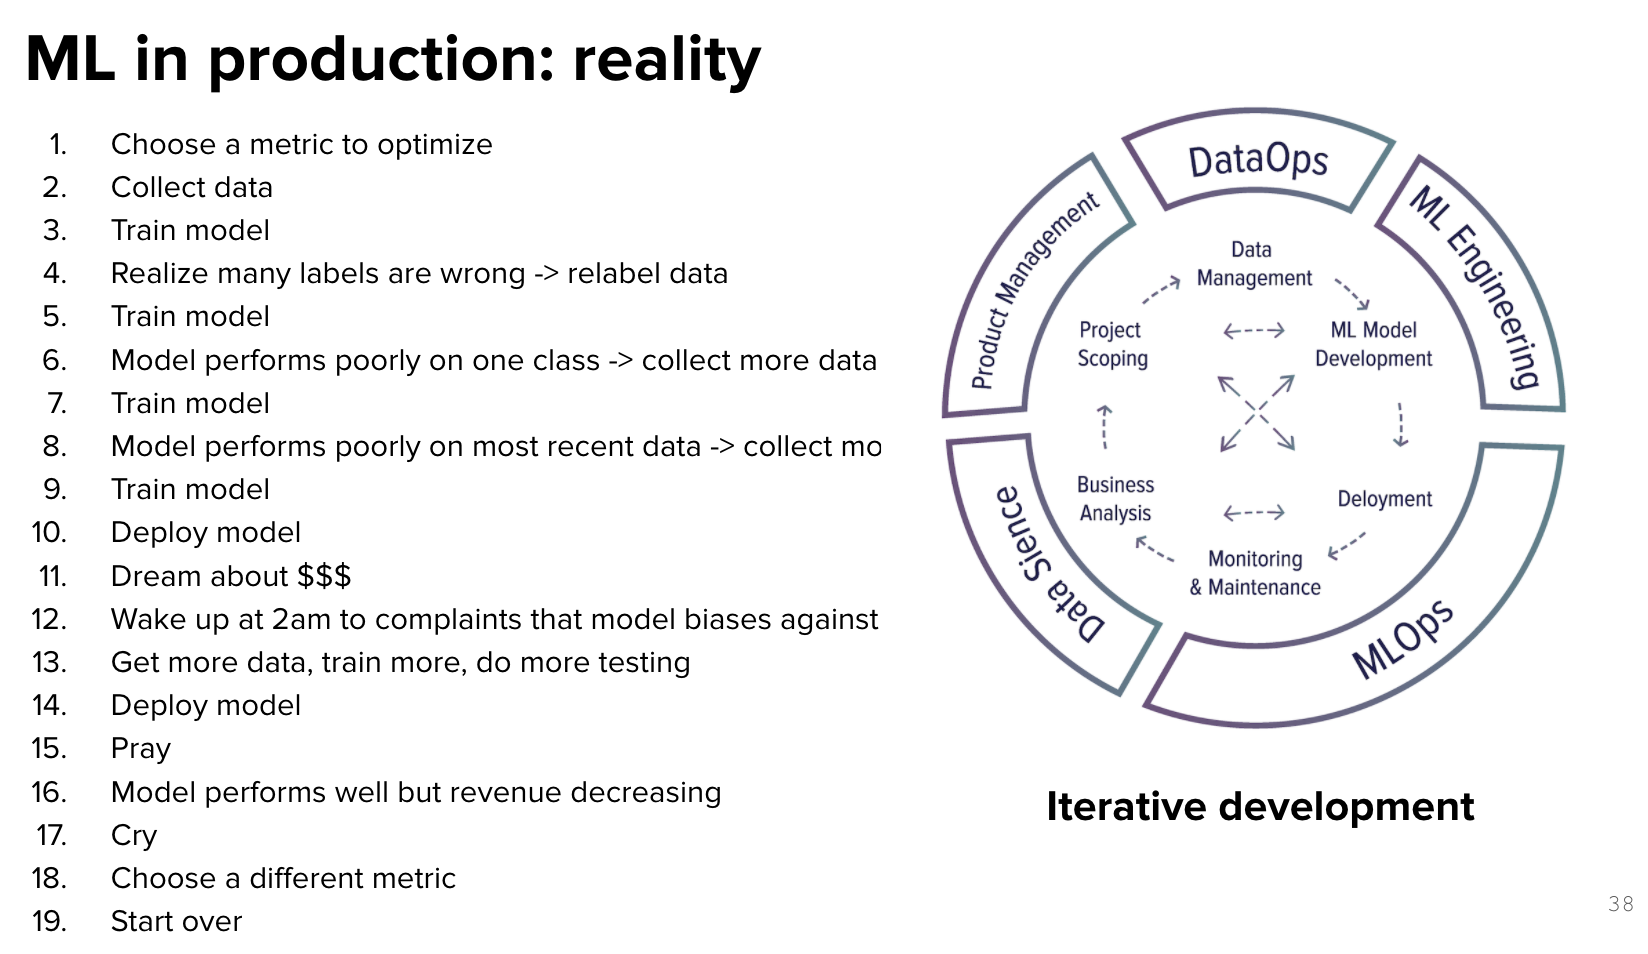 ML in production: reality
1. Choose a metric to optimize
2. Collect data
3. Train model
4. Realize many labels are wrong -> relabel data
5. Train model
6. Model performs poorly on one class -> collect more data
7. Train model
8. Model performs poorly on most recent data -> collect mo
9. Train model
10. Deploy model
11. Dream about $$$
12. Wake up at 2am to complaints that model biases against
13. Get more data, train more, do more testing
14. Deploy model
15. Pray
16. Model performs well but revenue decreasing
17. Cry
18. Choose a different metric
19. Start over
DataOps
ML Engineering
MLOps
Data Sience
Product Management
Data
Management
ML Model
Development
Deloyment
Monitoring
& Maintenance
Business
Analysis
Project
Scoping
Iterative development
38